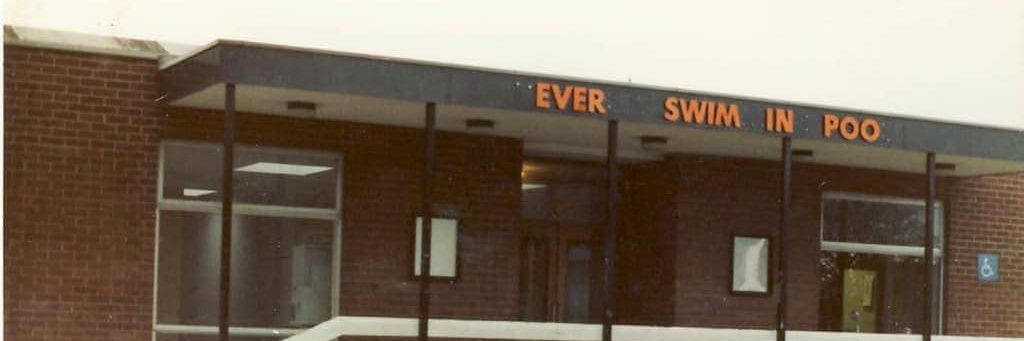 EVER SWIM IN POO